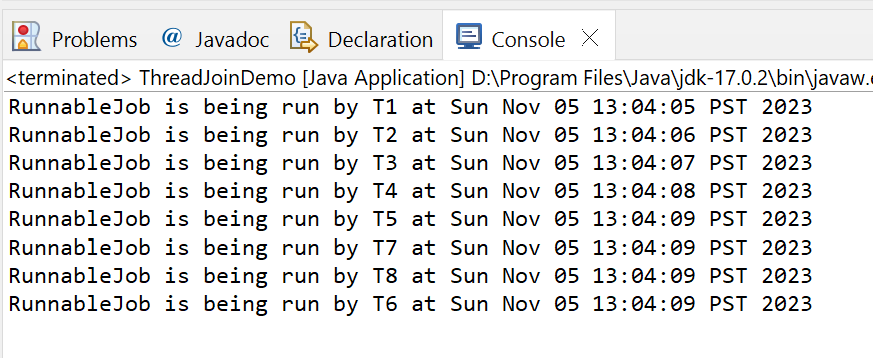 Problems @ Javadoc Declaration Console
<terminated> ThreadJoinDemo [Java Application] D:\Program Files\Java\jdk-17.0.2\bin\javaw.e
RunnableJob is being run by T1 at Sun Nov 05 13:04:05 PST 2023
RunnableJob is being run by T2 at Sun Nov 05 13:04:06 PST 2023
RunnableJob is being run by T3 at Sun Nov 05 13:04:07 PST 2023
RunnableJob is being run by T4 at Sun Nov 05 13:04:08 PST 2023
RunnableJob is being run by T5 at Sun Nov 05 13:04:09 PST 2023
RunnableJob is being run by T7 at Sun Nov 05 13:04:09 PST 2023
RunnableJob is being run by T8 at Sun Nov 05 13:04:09 PST 2023
RunnableJob is being run by T6 at Sun Nov 05 13:04:09 PST 2023